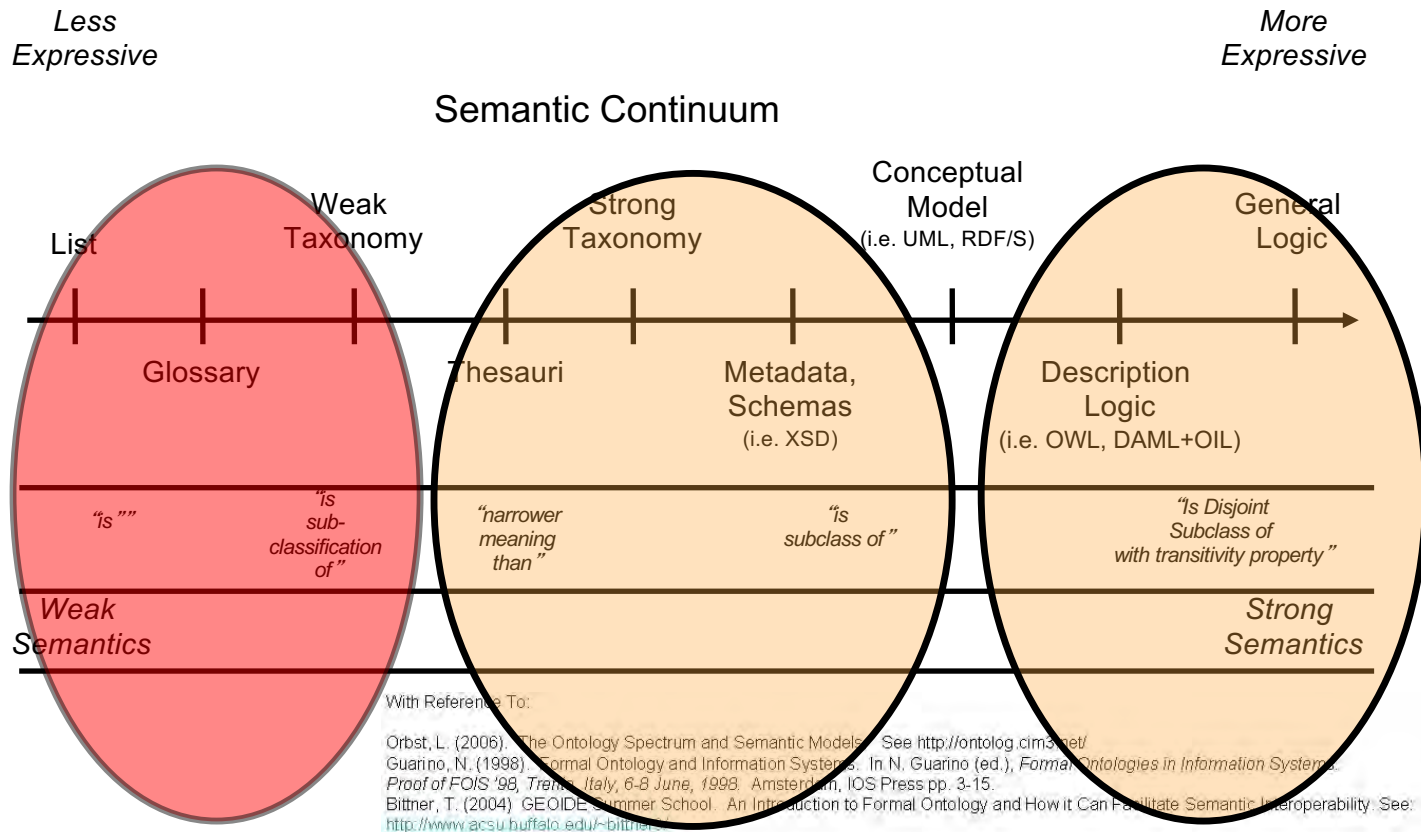 Less
Expressive
More
Expressive
Semantic Continuum
List
Weak
Taxonomy
Strong
Taxonomy
Conceptual
Model
(i.e. UML, RDF/S)
General
Logic
Glossary
Thesauri
Metadata,
Schemas
(i.e. XSD)
Description
Logic
(i.e. OWL, DAML+OIL)
“is””
“is
sub-
classification
of”
“narrower
meaning
than”
“is
subclass of”
“Is Disjoint
Subclass of
with transitivity property”
Weak
Semantics
Strong
Semantics
With Reference To:
Orbst, L. (2006). The Ontology Spectrum and Semantic Models. See http://ontolog.cim3.net/
Guarino, N. (1998). Formal Ontology and Information Systems. In N. Guarino (ed.), Formal Ontologies in Information Systems.
Proof of FOIS '98, Trento, Italy, 6-8 June, 1998. Amsterdam, IOS Press pp. 3-15.
Bittner, T. (2004) GEOIDE Summer School. An Introduction to Formal Ontology and How it Can Facilitate Semantic Interoperability. See: